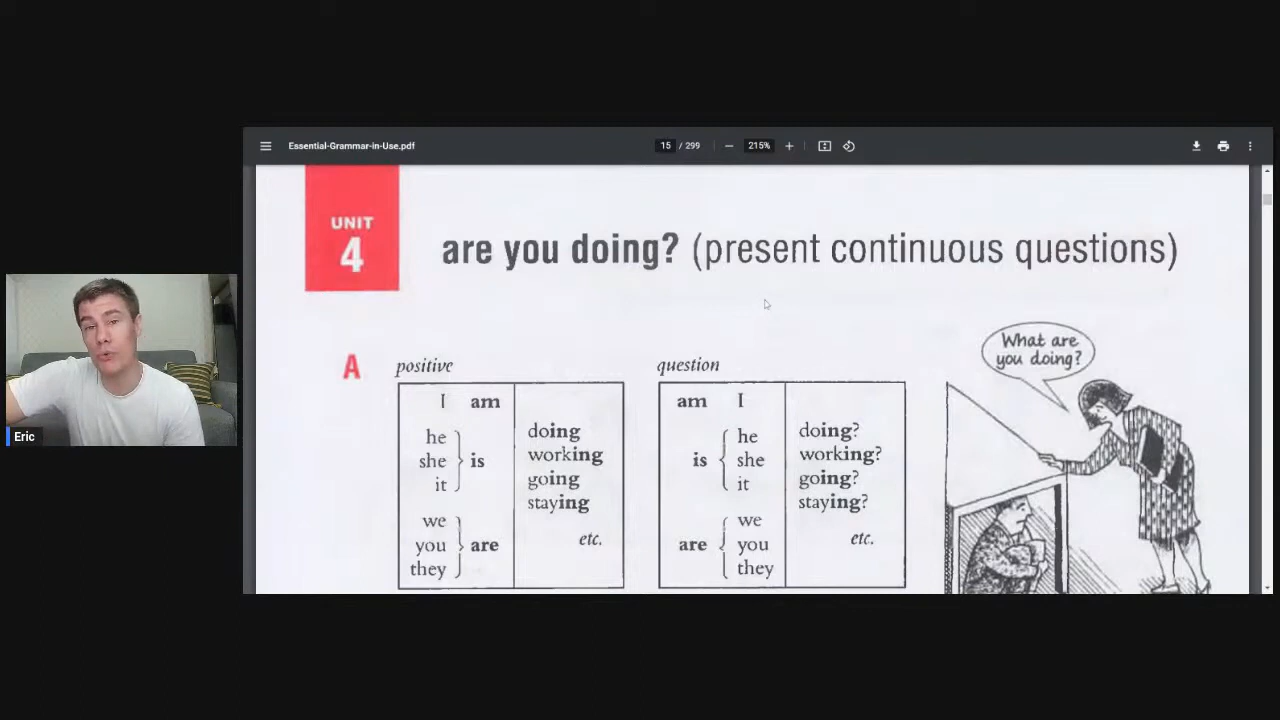 Essential-Grammar-in-Use.pdf
15 / 299
215%
UNIT
4
are you doing? (present continuous questions)
What are
you doing?
A
positive
I am
he
she is
it
we
you are
they
doing
working
going
staying
etc.
question
am I
he
is she
it
we
are you
they
doing?
working?
going?
staying?
etc.
Eric